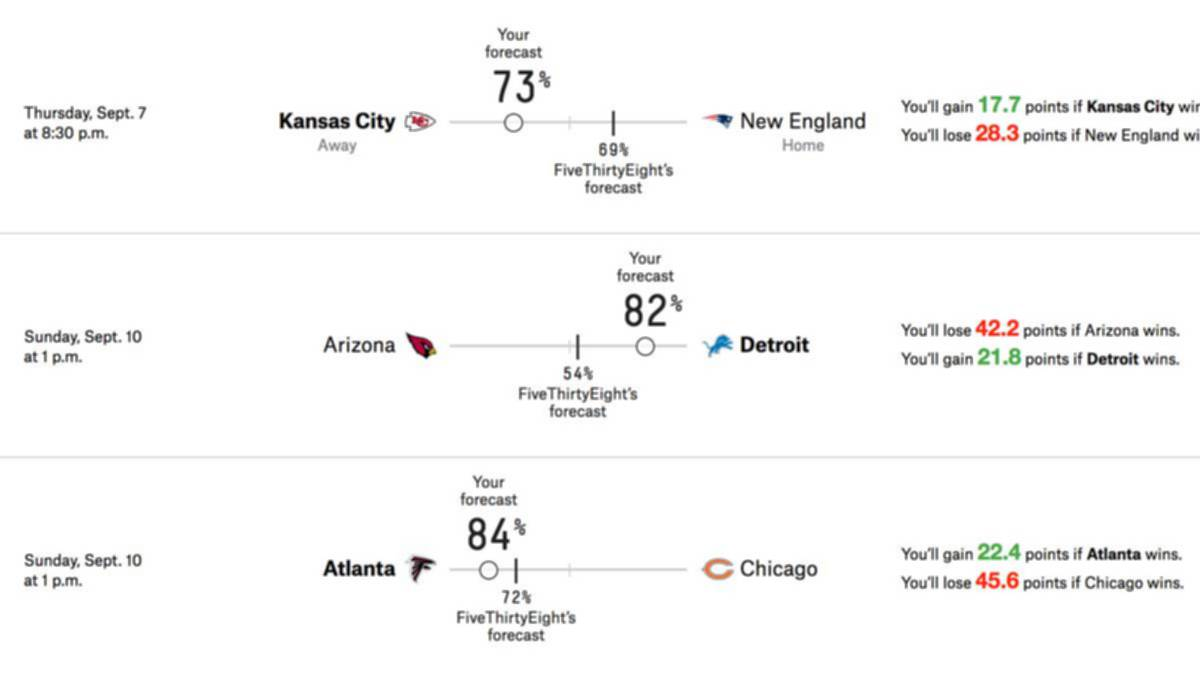 Your
forecast
73%
Thursday, Sept. 7
at 8:30 p.m.
Kansas City
Away
New England
Home
69%
FiveThirtyEight's
forecast
You'll gain 17.7 points if Kansas City
You'll lose 28.3 points if New England
Your
forecast
82%
Sunday, Sept. 10
at 1 p.m.
Arizona
Detroit
54%
FiveThirtyEight's
forecast
You'll lose 42.2 points if Arizona wins.
You'll gain 21.8 points if Detroit wins.
Your
forecast
84%
Sunday, Sept. 10
at 1 p.m.
Atlanta
Chicago
72%
FiveThirtyEight's
forecast
You'll gain 22.4 points if Atlanta wins.
You'll lose 45.6 points if Chicago wins.